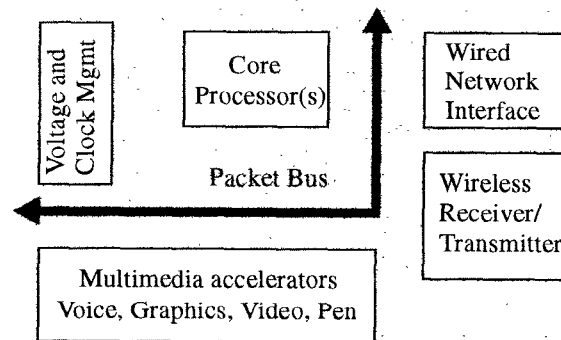 Voltage and
Clock Mgmt
Core
Processor(s)
Wired
Network
Interface
Packet Bus
Wireless
Receiver/
Transmitter
Multimedia accelerators
Voice, Graphics, Video, Pen